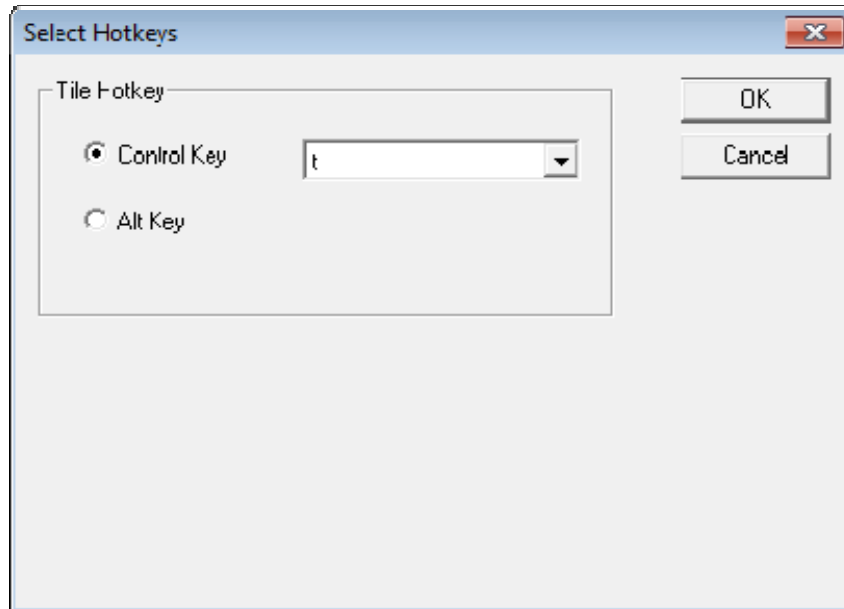 Select Hotkeys
Tile Hotkey
OK
Control Key
t
Cancel
Alt Key